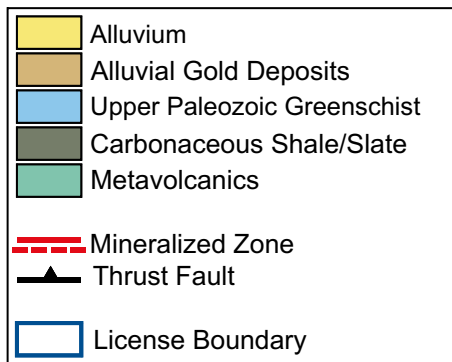 Alluvium
Alluvial Gold Deposits
Upper Paleozoic Greenschist
Carbonaceous Shale/Slate
Metavolcanics
Mineralized Zone
Thrust Fault
License Boundary